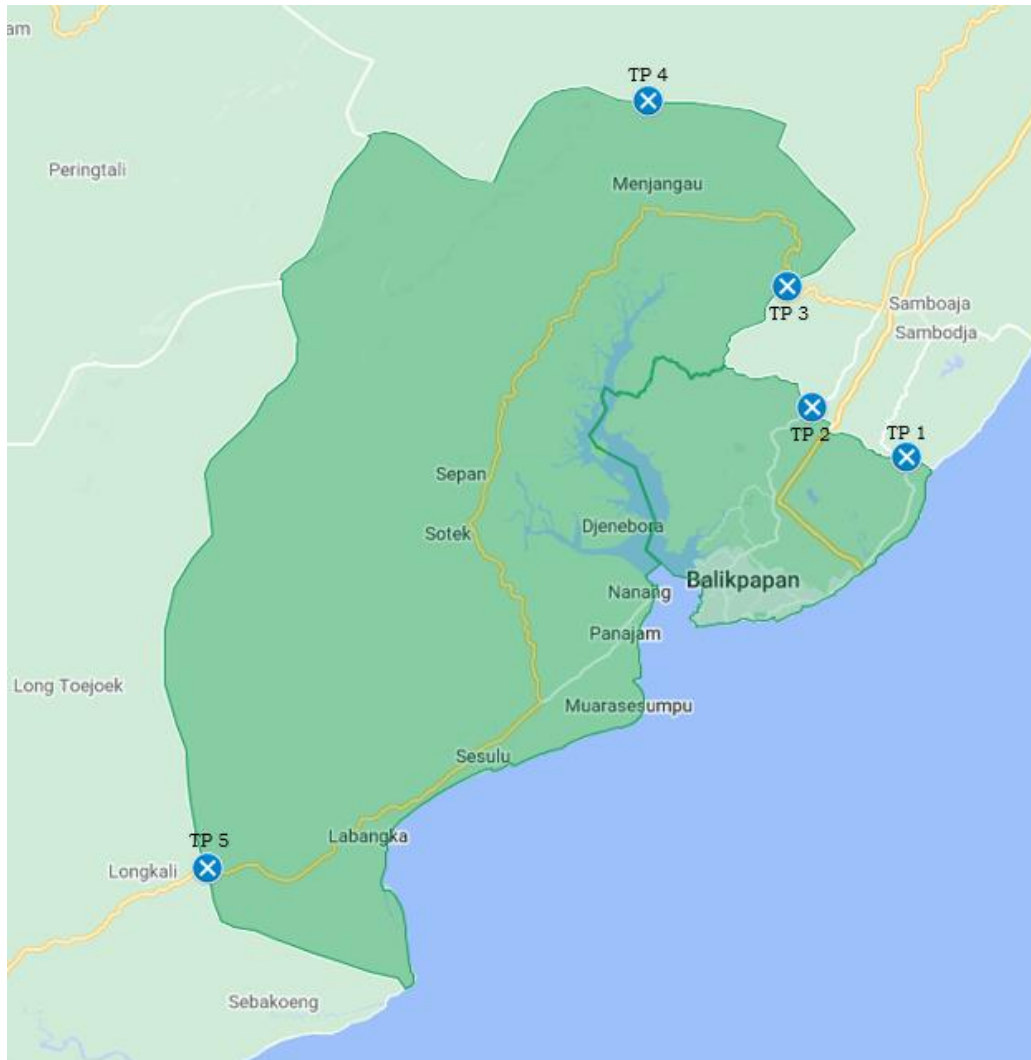 am
TP 4
Peringtali
Menjangau
TP 3
Samboaja
Sambodja
TP 2
TP 1
Sepan
Sotek
Djenebora
Balikpapan
Nanang
Panajam
Long Toejoek
Muarasesumpu
Sesulu
Labangka
TP 5
Longkali
Sebakoeng